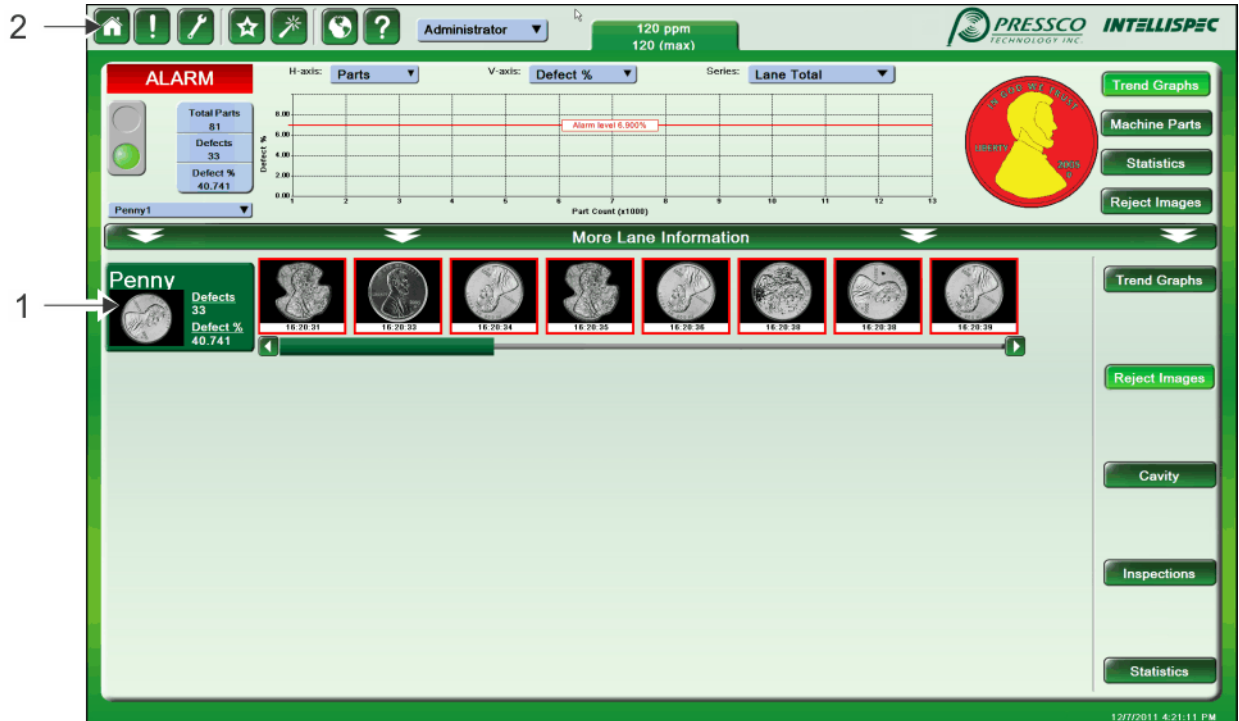 2
! ?
Administrator
120 ppm
120 (max)
PRESSCO
TECHNOLOGY INC.
INTELLISPEC
ALARM
H-axis: Parts
V-axis: Defect %
Series: Lane Total
Total Parts
81
Defects
33
Defect %
40.741
Penny1
Defect %
8.00
6.00
4.00
2.00
0.00
Alarm level 6.900%
1 2 3 4 5 6 7 8 9 10 11 12 13
Part Count (x1000)
IN GOD WE TRUST
LIBERTY
2009
D
Trend Graphs
Machine Parts
Statistics
Reject Images
More Lane Information
1
Penny
Defects
33
Defect %
40.741
16:20:31 16:20:33 16:20:34 16:20:35 16:20:36 16:20:38 16:20:38 16:20:39
Trend Graphs
Reject Images
Cavity
Inspections
Statistics
12/7/2011 4:21:11 PM